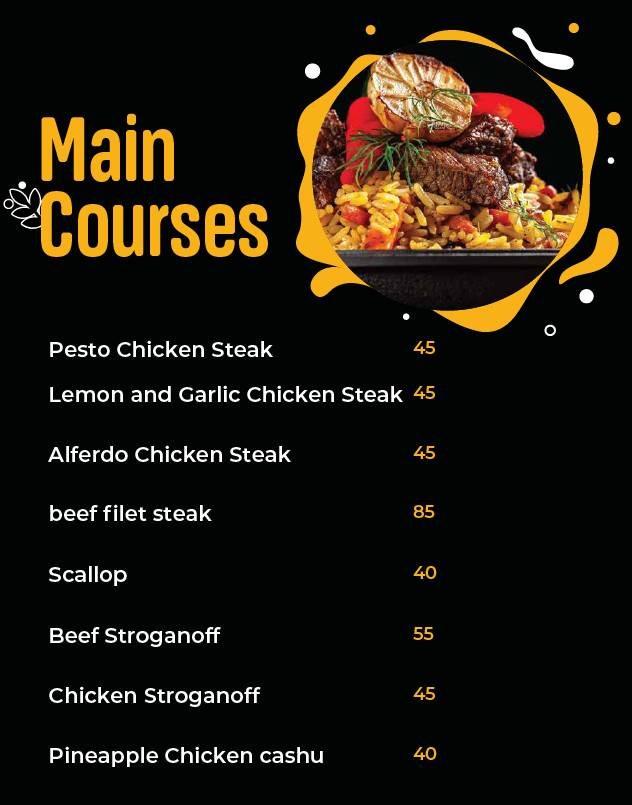 Main
Courses
Pesto Chicken Steak 45
Lemon and Garlic Chicken Steak 45
Alferdo Chicken Steak 45
beef filet steak 85
Scallop 40
Beef Stroganoff 55
Chicken Stroganoff 45
Pineapple Chicken cashu 40